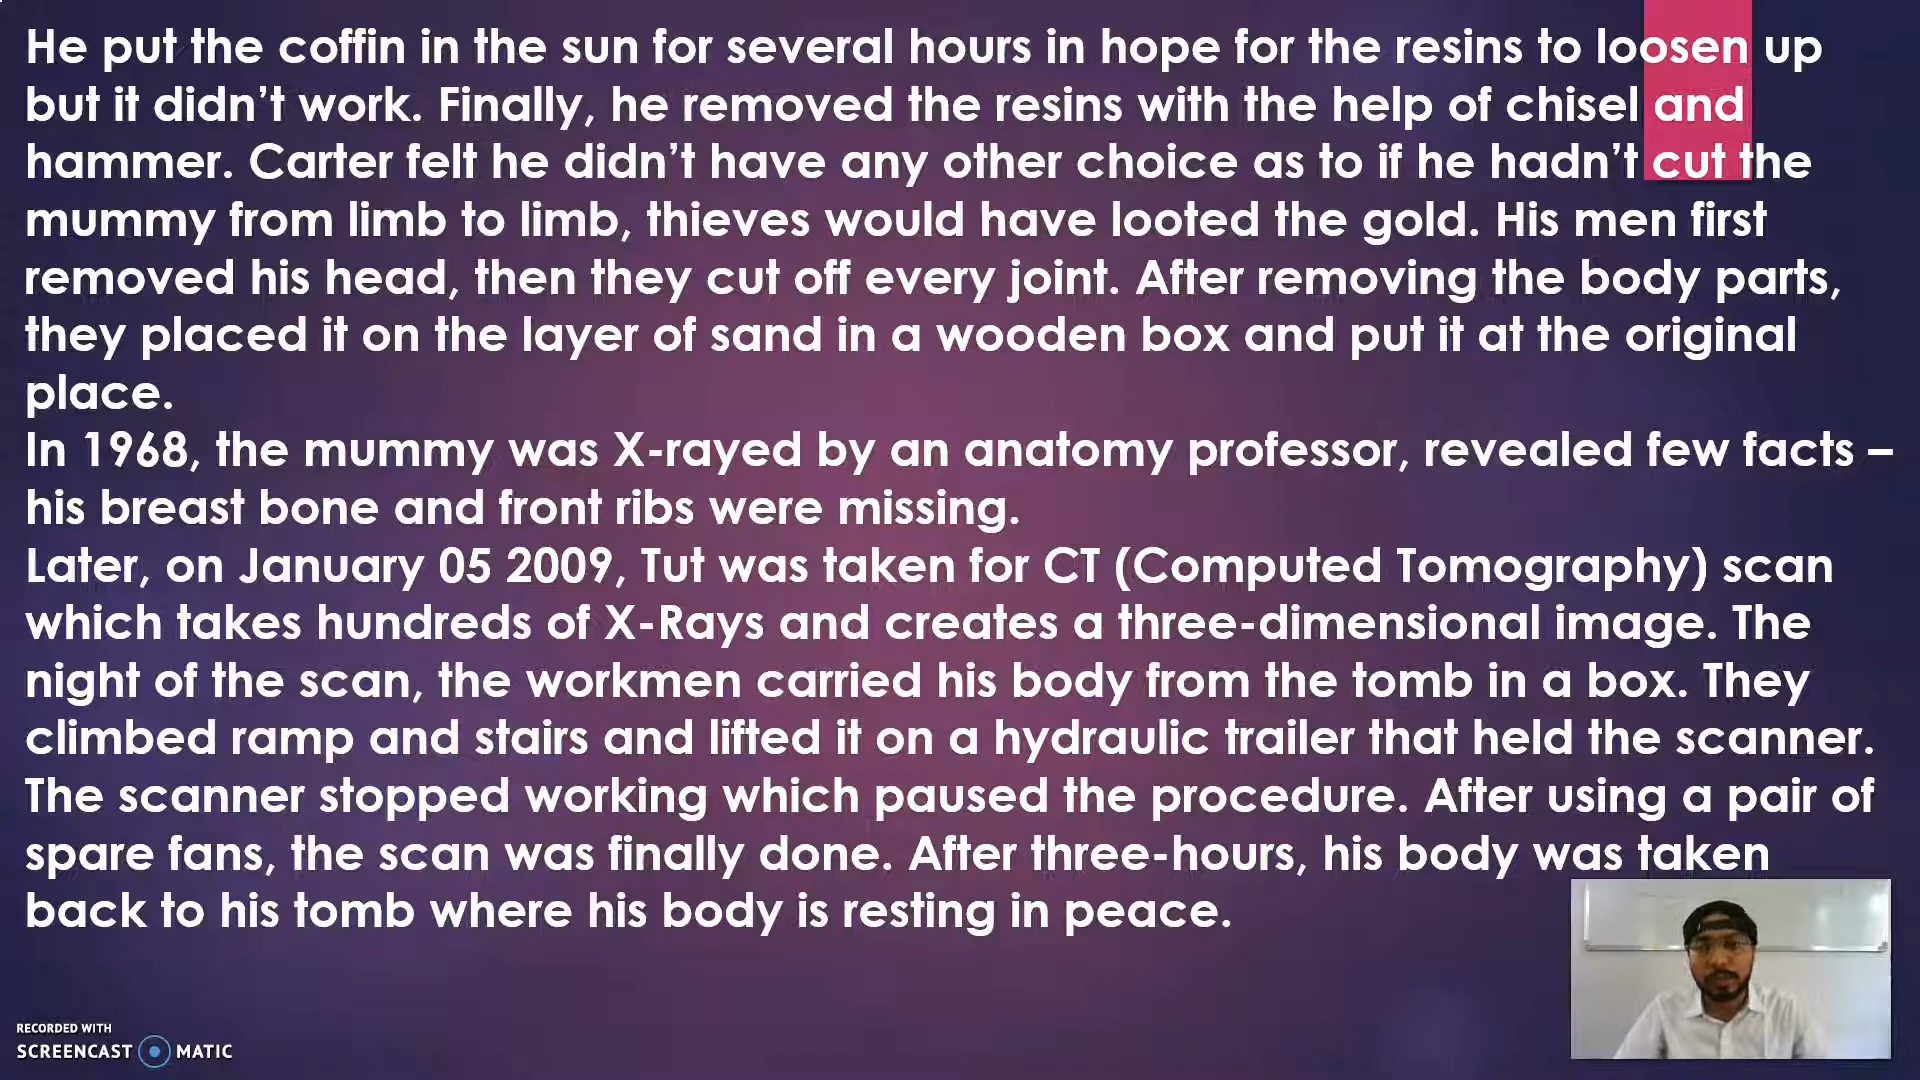 He put the coffin in the sun for several hours in hope for the resins to loosen up
but it didn’t work. Finally, he removed the resins with the help of chisel and
hammer. Carter felt he didn’t have any other choice as to if he hadn’t cut the
mummy from limb to limb, thieves would have looted the gold. His men first
removed his head, then they cut off every joint. After removing the body parts,
they placed it on the layer of sand in a wooden box and put it at the original
place.
In 1968, the mummy was X-rayed by an anatomy professor, revealed few facts –
his breast bone and front ribs were missing.
Later, on January 05 2009, Tut was taken for CT (Computed Tomography) scan
which takes hundreds of X-Rays and creates a three-dimensional image. The
night of the scan, the workmen carried his body from the tomb in a box. They
climbed ramp and stairs and lifted it on a hydraulic trailer that held the scanner.
The scanner stopped working which paused the procedure. After using a pair of
spare fans, the scan was finally done. After three-hours, his body was taken
back to his tomb where his body is resting in peace.
RECORDED WITH
SCREENCAST MATIC